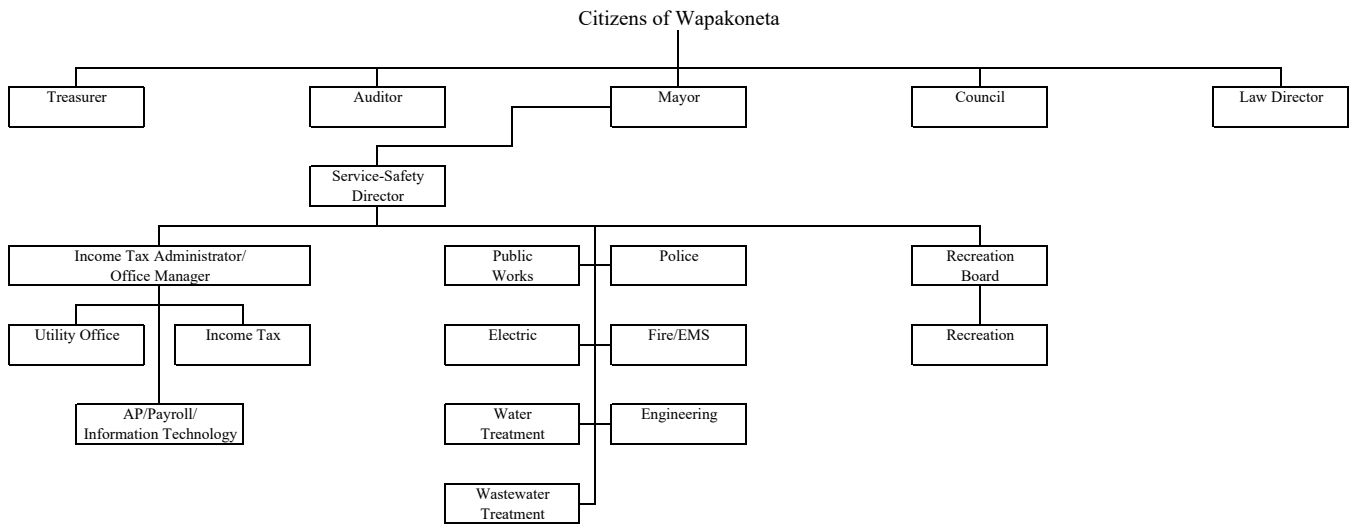 Citizens of Wapakoneta
Treasurer
Auditor
Mayor
Council
Law Director
Service-Safety
Director
Income Tax Administrator/
Office Manager
Public
Works
Police
Recreation
Board
Utility Office
Income Tax
Electric
Fire/EMS
Recreation
AP/Payroll/
Information Technology
Water
Treatment
Engineering
Wastewater
Treatment